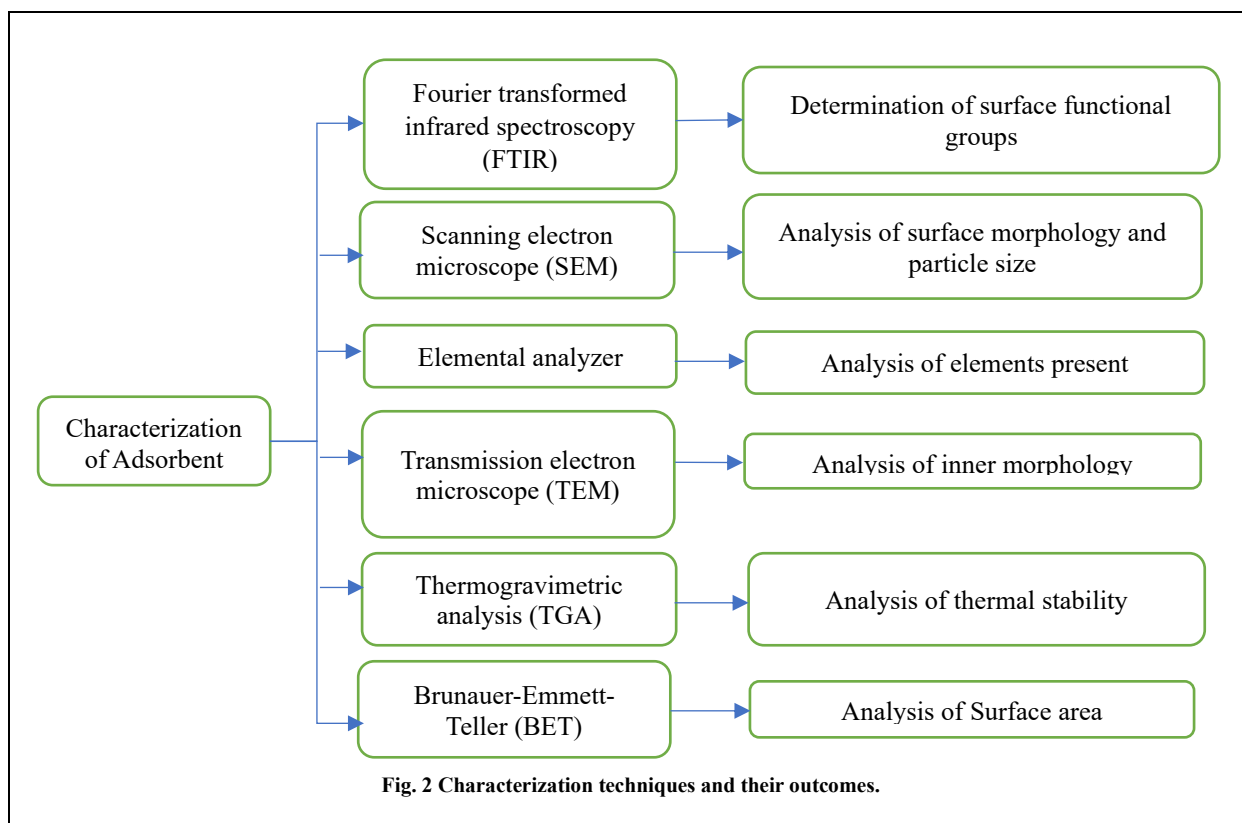 Fourier transformed
infrared spectroscopy
(FTIR)
Determination of surface functional
groups
Scanning electron
microscope (SEM)
Analysis of surface morphology and
particle size
Elemental analyzer
Analysis of elements present
Characterization
of Adsorbent
Transmission electron
microscope (TEM)
Analysis of inner morphology
Thermogravimetric
analysis (TGA)
Analysis of thermal stability
Brunauer-Emmett-
Teller (BET)
Analysis of Surface area
Fig. 2 Characterization techniques and their outcomes.